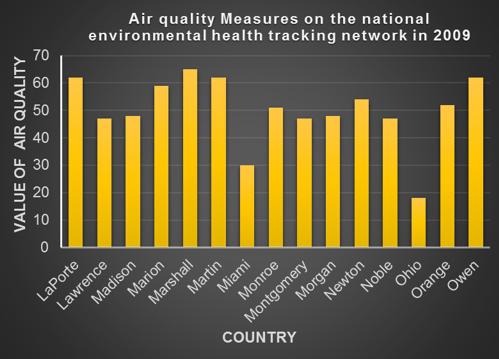 Air quality Measures on the national
environmental health tracking network in 2009
VALUE OF  AIR QUALITY
70
60
50
40
30
20
10
0
LaPorte
Lawrence
Madison
Marion
Marshall
Martin
Miami
Monroe
Montgomery
Morgan
Newton
Noble
Ohio
Orange
Owen
COUNTRY